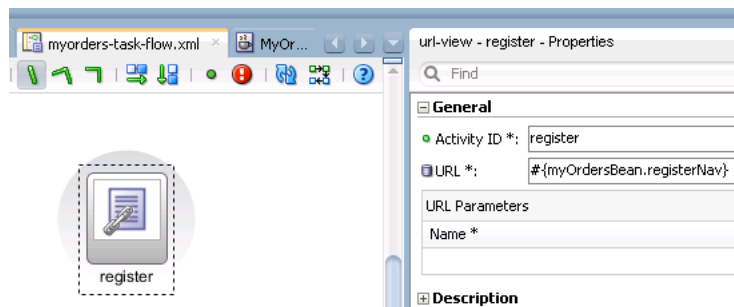 myorders-task-flow.xml
MyOr...
url-view - register - Properties
Find
General
Activity ID *:
register
URL *:
#{myOrdersBean.registerNav}
URL Parameters
Name *
register
Description